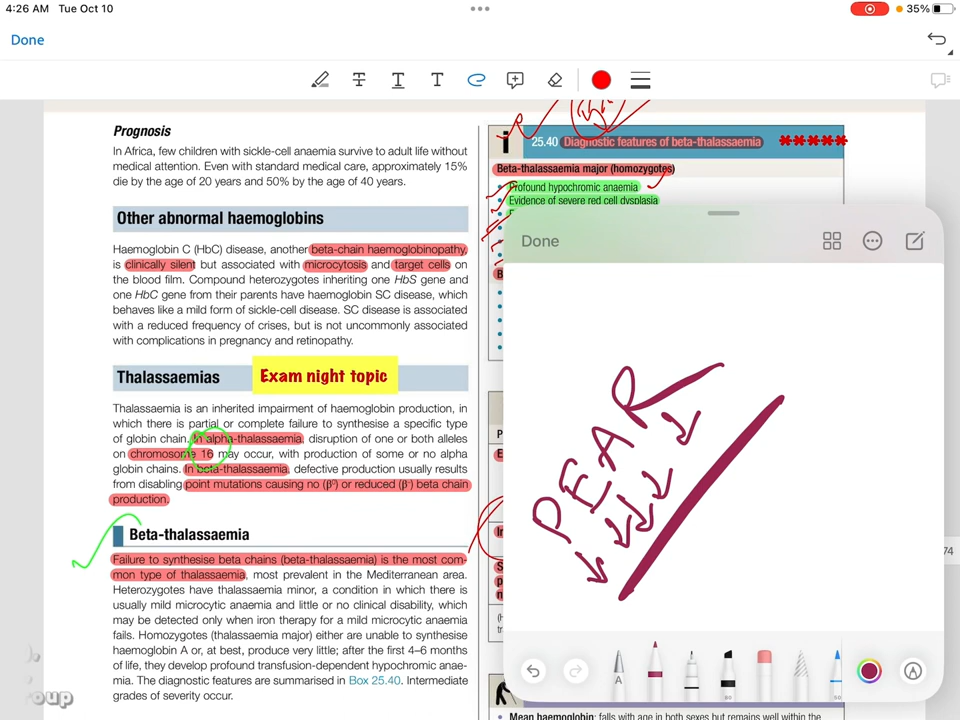 4:26 AM Tue Oct 10
35%
Done
Prognosis
In Africa, few children with sickle-cell anaemia survive to adult life without
medical attention. Even with standard medical care, approximately 15%
die by the age of 20 years and 50% by the age of 40 years.
Other abnormal haemoglobins
Haemoglobin C (HbC) disease, another beta-chain haemoglobinopathy,
is clinically silent but associated with microcytosis and target cells on
the blood film. Compound heterozygotes inheriting one HbS gene and
one HbC gene from their parents have haemoglobin SC disease, which
behaves like a mild form of sickle-cell disease. SC disease is associated
with a reduced frequency of crises, but is not uncommonly associated
with complications in pregnancy and retinopathy.
Thalassaemias
Exam night topic
Thalassaemia is an inherited impairment of haemoglobin production, in
which there is partial or complete failure to synthesise a specific type
of globin chain. In alpha-thalassaemia, disruption of one or both alleles
on chromosome 16 may occur, with production of some or no alpha
globin chains. In beta-thalassaemia, defective production usually results
from disabling point mutations causing no (β⁰) or reduced (β⁻) beta chain
production.
Beta-thalassaemia
Failure to synthesise beta chains (beta-thalassaemia) is the most com-
mon type of thalassaemia, most prevalent in the Mediterranean area.
Heterozygotes have thalassaemia minor, a condition in which there is
usually mild microcytic anaemia and little or no clinical disability, which
may be detected only when iron therapy for a mild microcytic anaemia
fails. Homozygotes (thalassaemia major) either are unable to synthesise
haemoglobin A or, at best, produce very little; after the first 4–6 months
of life, they develop profound transfusion-dependent hypochromic anae-
mia. The diagnostic features are summarised in Box 25.40. Intermediate
grades of severity occur.
i 25.40 Diagnostic features of beta-thalassaemia *****
Beta-thalassaemia major (homozygotes)
• Profound hypochromic anaemia
• Evidence of severe red cell dysplasia
Done
PEAR
74
Mean haemoglobin: falls with age in both sexes but remains well within the
oup